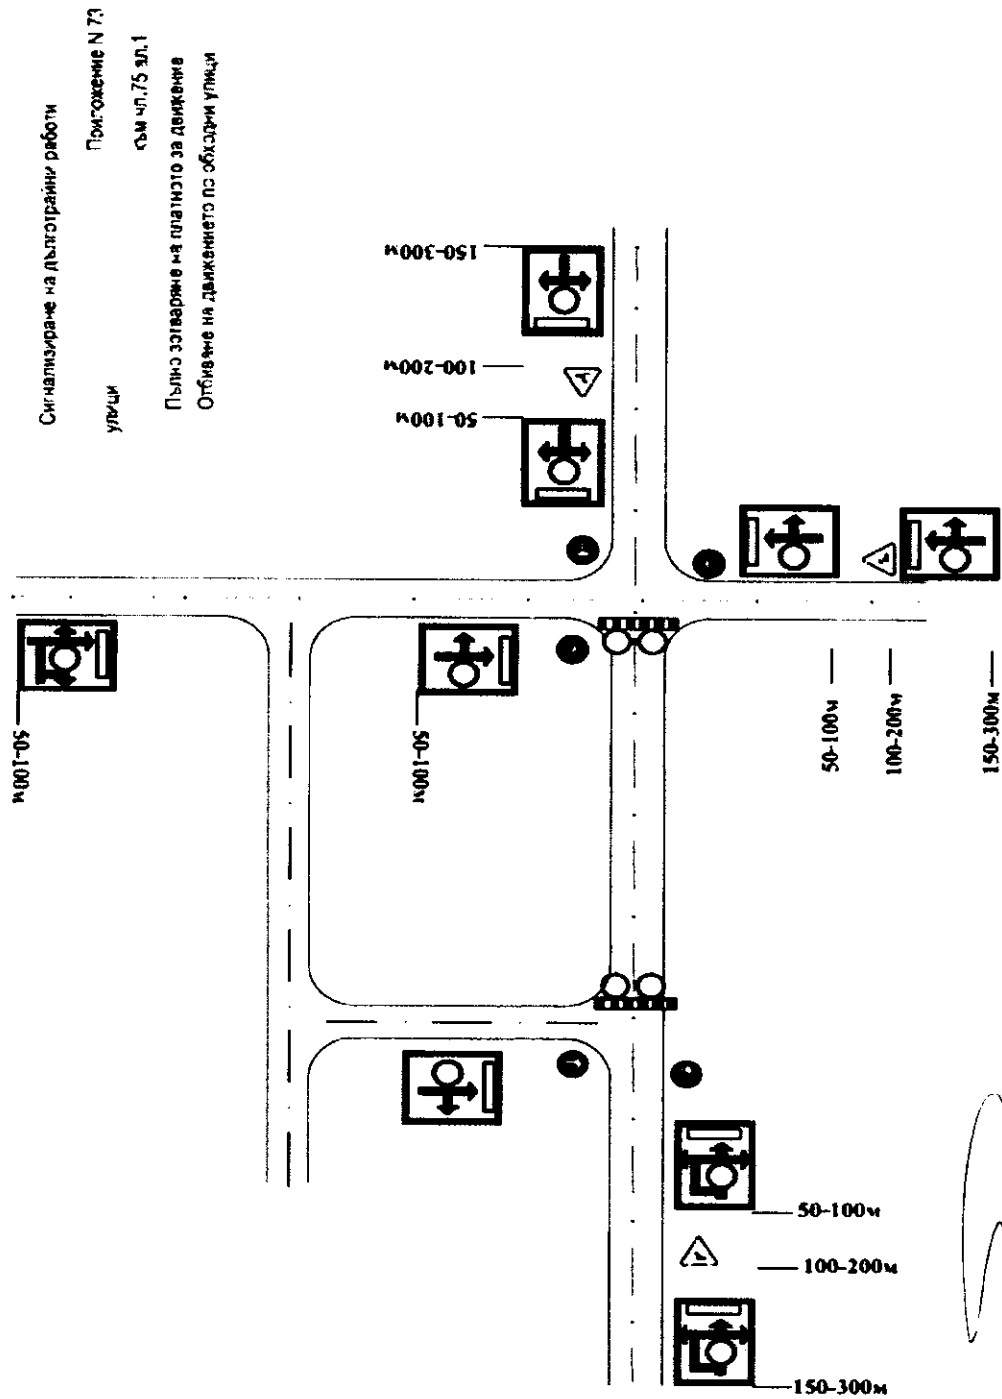 Сигнализиране на дълготрайни работи
Приложение N 73
улици
към чл.75 ал.1
Пълно затваряне на платното за движение
Отбиване на движението по обходни улици
150-300м
100-200м
50-100м
50-100м
50-100м
50-100м
100-200м
150-300м
50-100м
100-200м
150-300м